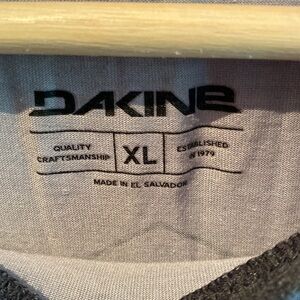 DAKINE
QUALITY CRAFTSMANSHIP
XL
ESTABLISHED IN 1979
MADE IN EL SALVADOR